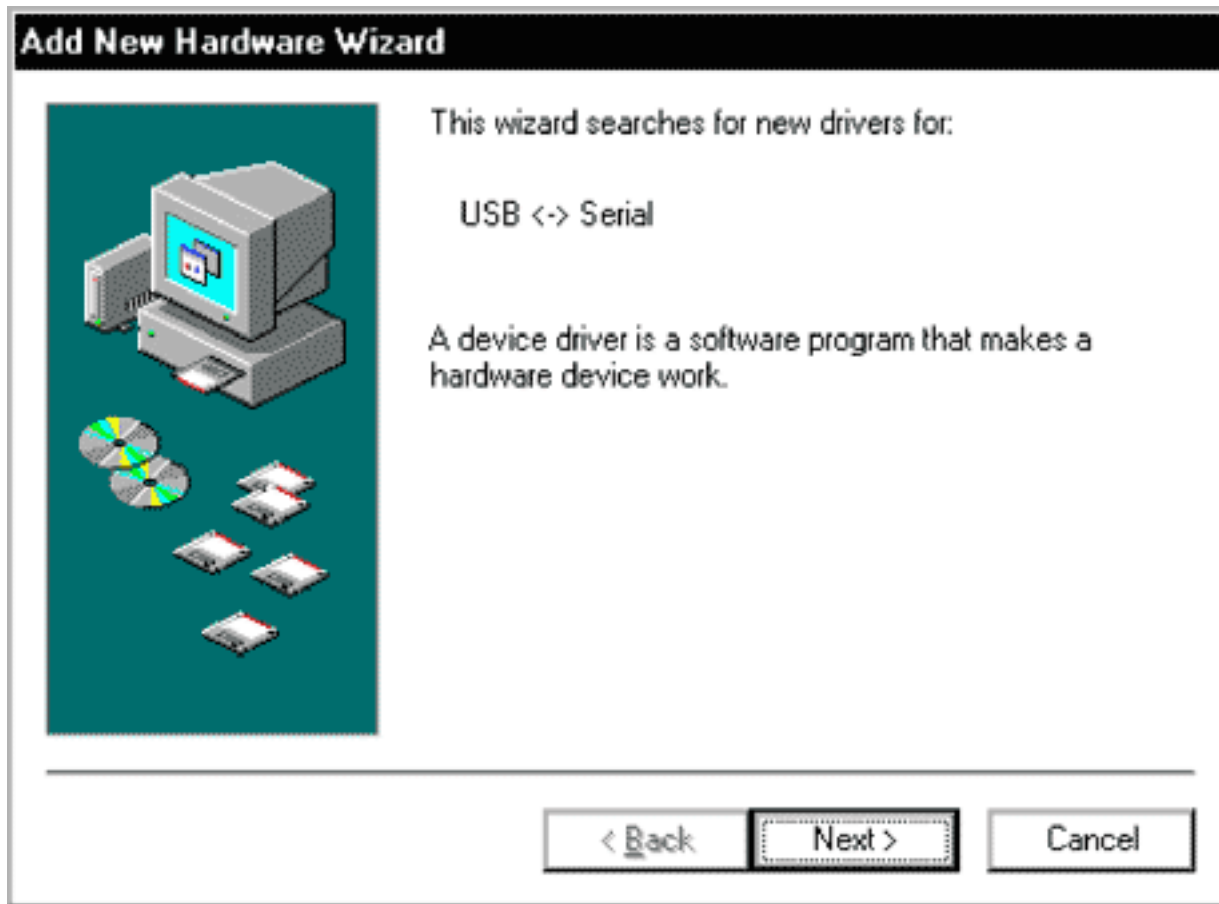 Add New Hardware Wizard
This wizard searches for new drivers for:
USB <-> Serial
A device driver is a software program that makes a
hardware device work.
< Back
Next >
Cancel